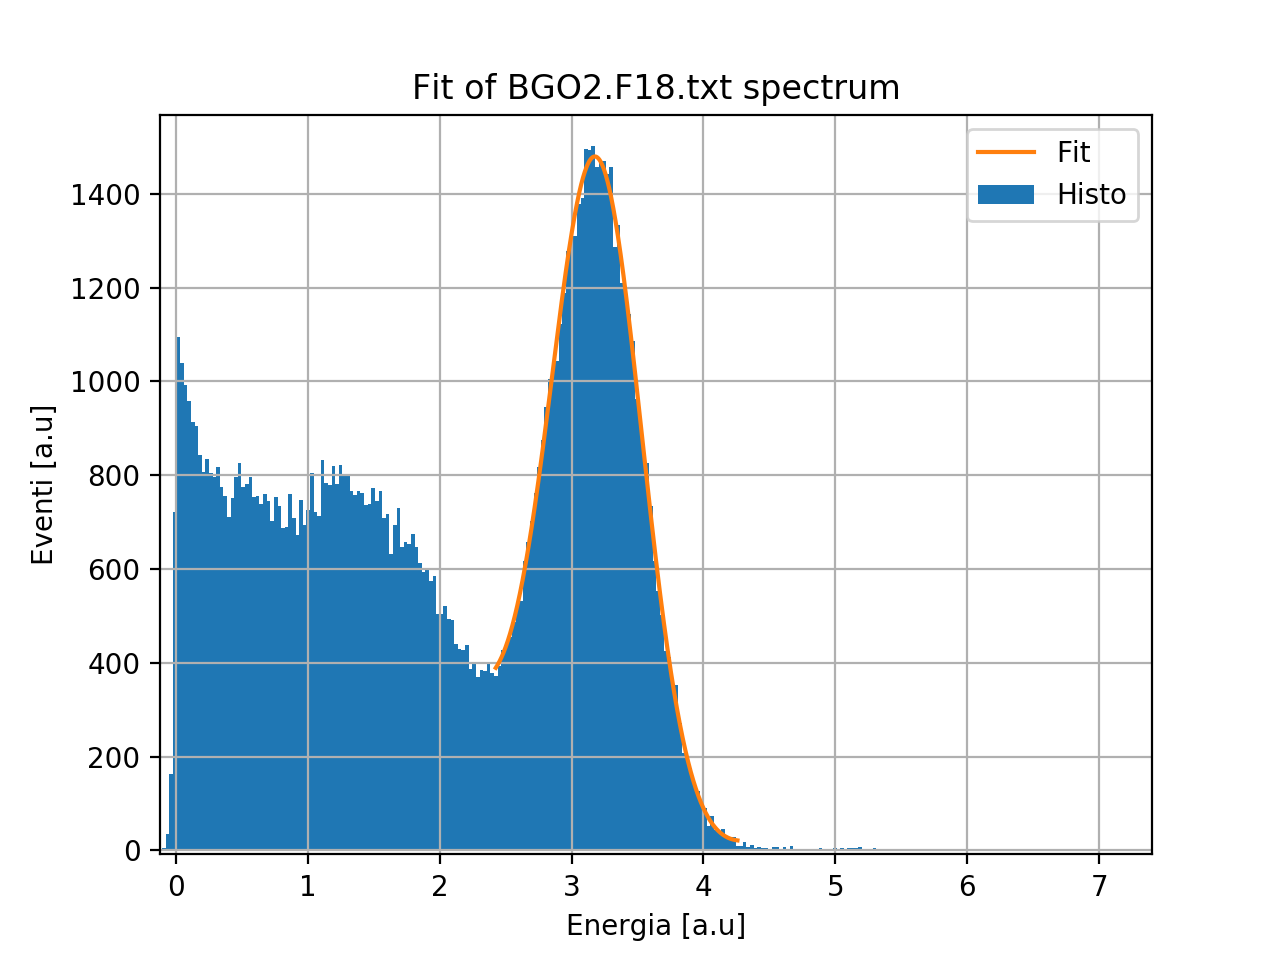 Fit of BGO2.F18.txt spectrum
Fit
Histo
1400
1200
1000
800
600
400
200
0
Eventi [a.u]
0 1 2 3 4 5 6 7
Energia [a.u]